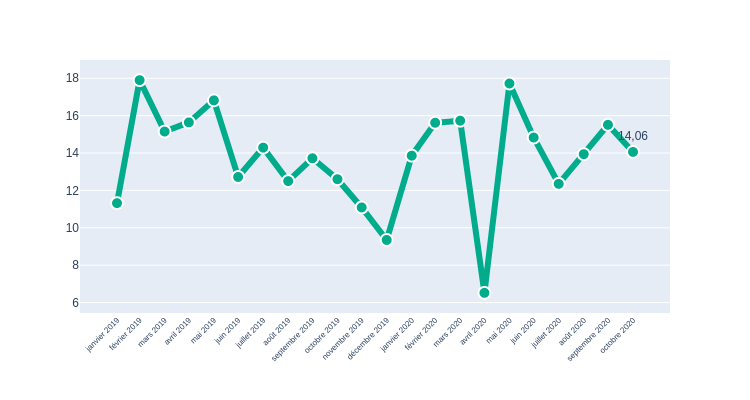 18
16
14
12
10
8
6
14,06
janvier 2019
février 2019
mars 2019
avril 2019
mai 2019
juin 2019
juillet 2019
août 2019
septembre 2019
octobre 2019
novembre 2019
décembre 2019
janvier 2020
février 2020
mars 2020
avril 2020
mai 2020
juin 2020
juillet 2020
août 2020
septembre 2020
octobre 2020